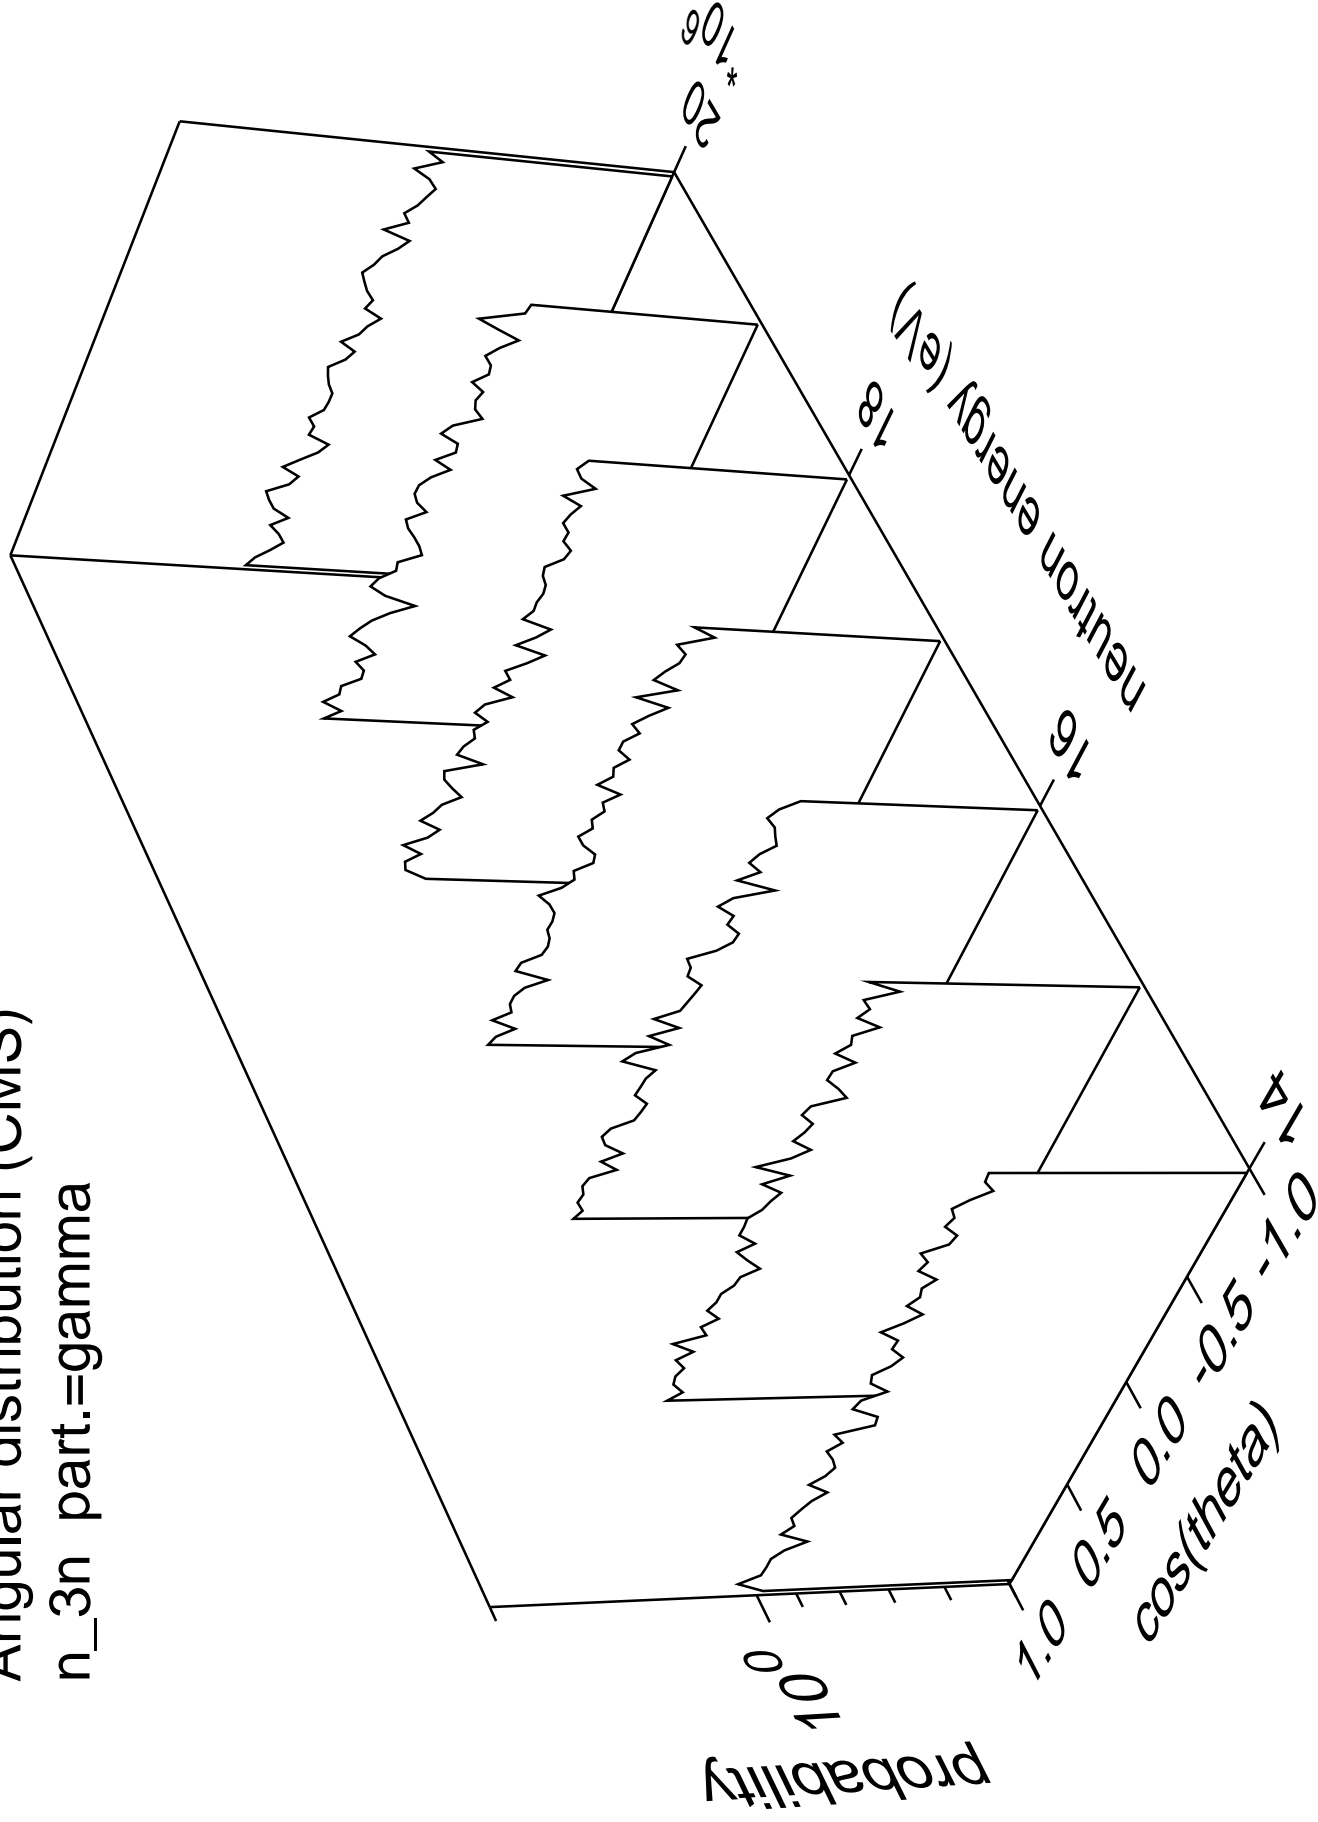 Angular distribution (CMS)
n_3n part.=gamma
probability
10^0
1.0 0.5 0.0 -0.5 -1.0
cos(theta)
14 16 18 20
*10^6
neutron energy (eV)